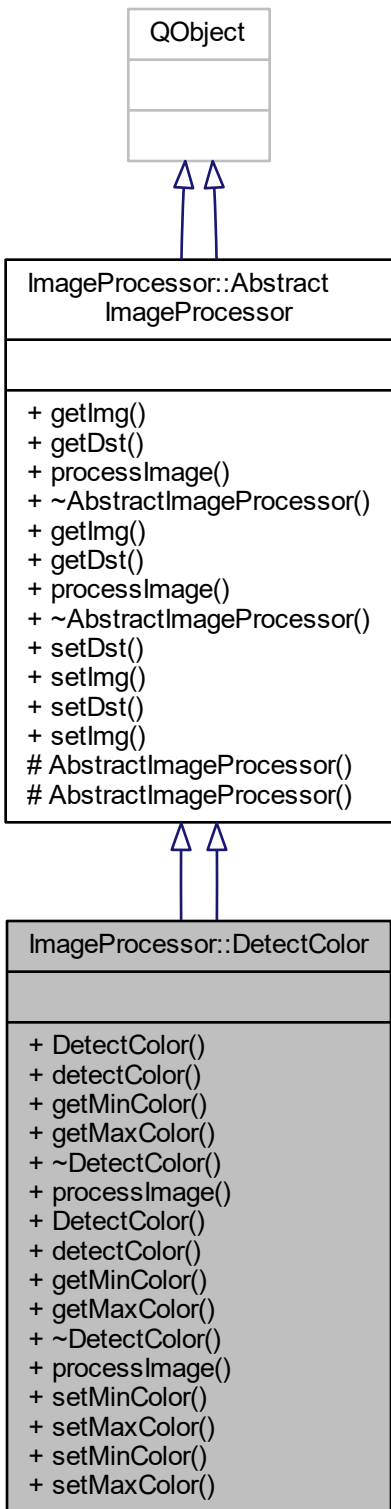 QObject
ImageProcessor::Abstract
ImageProcessor
+ getImg()
+ getDst()
+ processImage()
+ ~AbstractImageProcessor()
+ getImg()
+ getDst()
+ processImage()
+ ~AbstractImageProcessor()
+ setDst()
+ setImg()
+ setDst()
+ setImg()
# AbstractImageProcessor()
# AbstractImageProcessor()
ImageProcessor::DetectColor
+ DetectColor()
+ detectColor()
+ getMinColor()
+ getMaxColor()
+ ~DetectColor()
+ processImage()
+ DetectColor()
+ detectColor()
+ getMinColor()
+ getMaxColor()
+ ~DetectColor()
+ processImage()
+ setMinColor()
+ setMaxColor()
+ setMinColor()
+ setMaxColor()